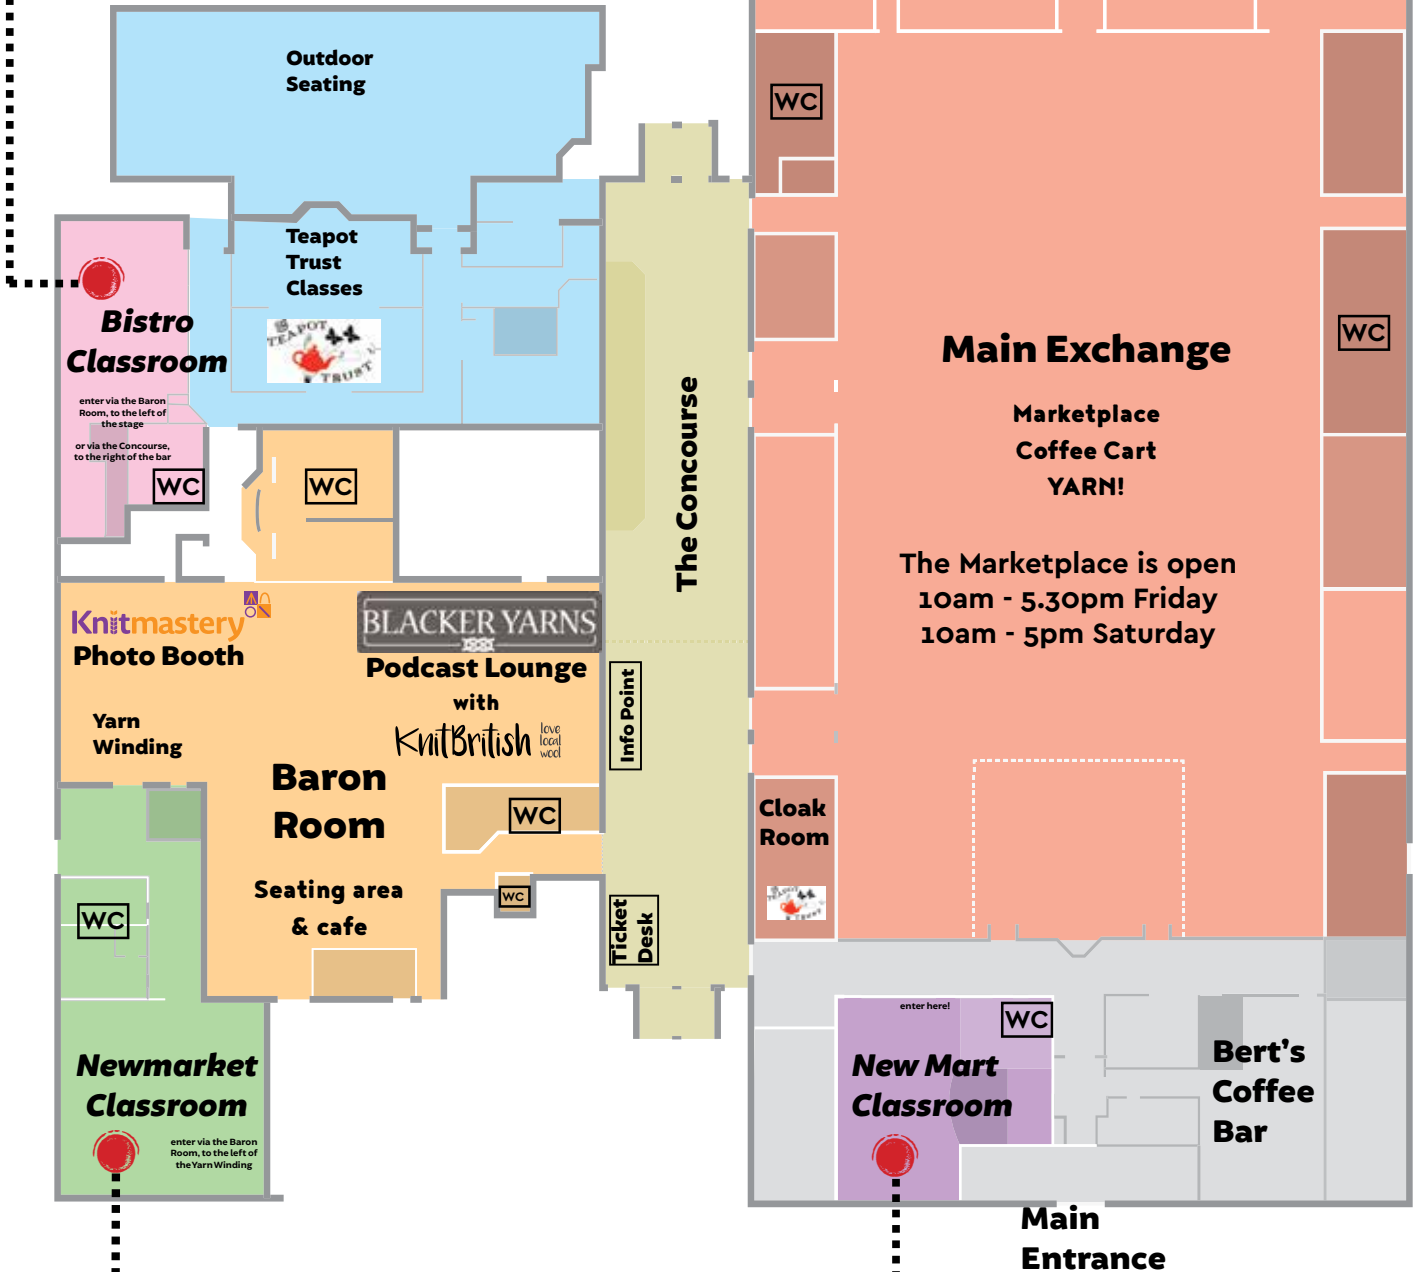 Outdoor
Seating
WC
Teapot
Trust
Classes
TEAPOT
TRUST
Bistro
Classroom
enter via the Baron
Room, to the left of
the stage
or via the Concourse,
to the right of the bar
WC
WC
The Concourse
Main Exchange
Marketplace
Coffee Cart
YARN!
The Marketplace is open
10am - 5.30pm Friday
10am - 5pm Saturday
WC
Knitmastery
Photo Booth
BLACKER YARNS
Podcast Lounge
with
KnitBritish
love
local
wool
Yarn
Winding
Baron
Room
Seating area
& cafe
WC
WC
Info Point
Ticket
Desk
Cloak
Room
TEAPOT
TRUST
WC
Newmarket
Classroom
enter via the Baron
Room, to the left of
the Yarn Winding
enter here!
WC
New Mart
Classroom
Bert's
Coffee
Bar
Main
Entrance